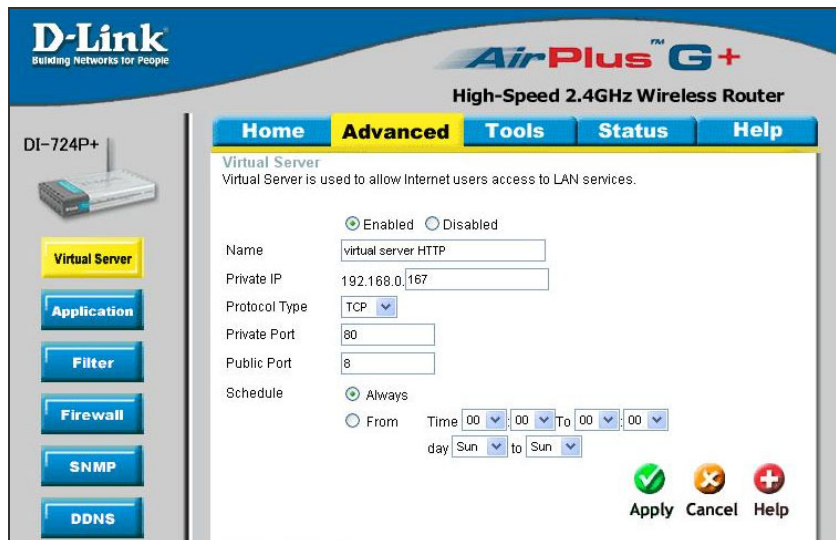 D-Link
Building Networks for People
AirPlus™ G+
High-Speed 2.4GHz Wireless Router
DI-724P+
Home Advanced Tools Status Help
Virtual Server
Virtual Server is used to allow Internet users access to LAN services.
Enabled Disabled
Name virtual server HTTP
Private IP 192.168.0. 167
Protocol Type TCP
Private Port 80
Public Port 8
Schedule Always
From Time 00 : 00 To 00 : 00
day Sun to Sun
Apply Cancel Help
Virtual Server
Application
Filter
Firewall
SNMP
DDNS